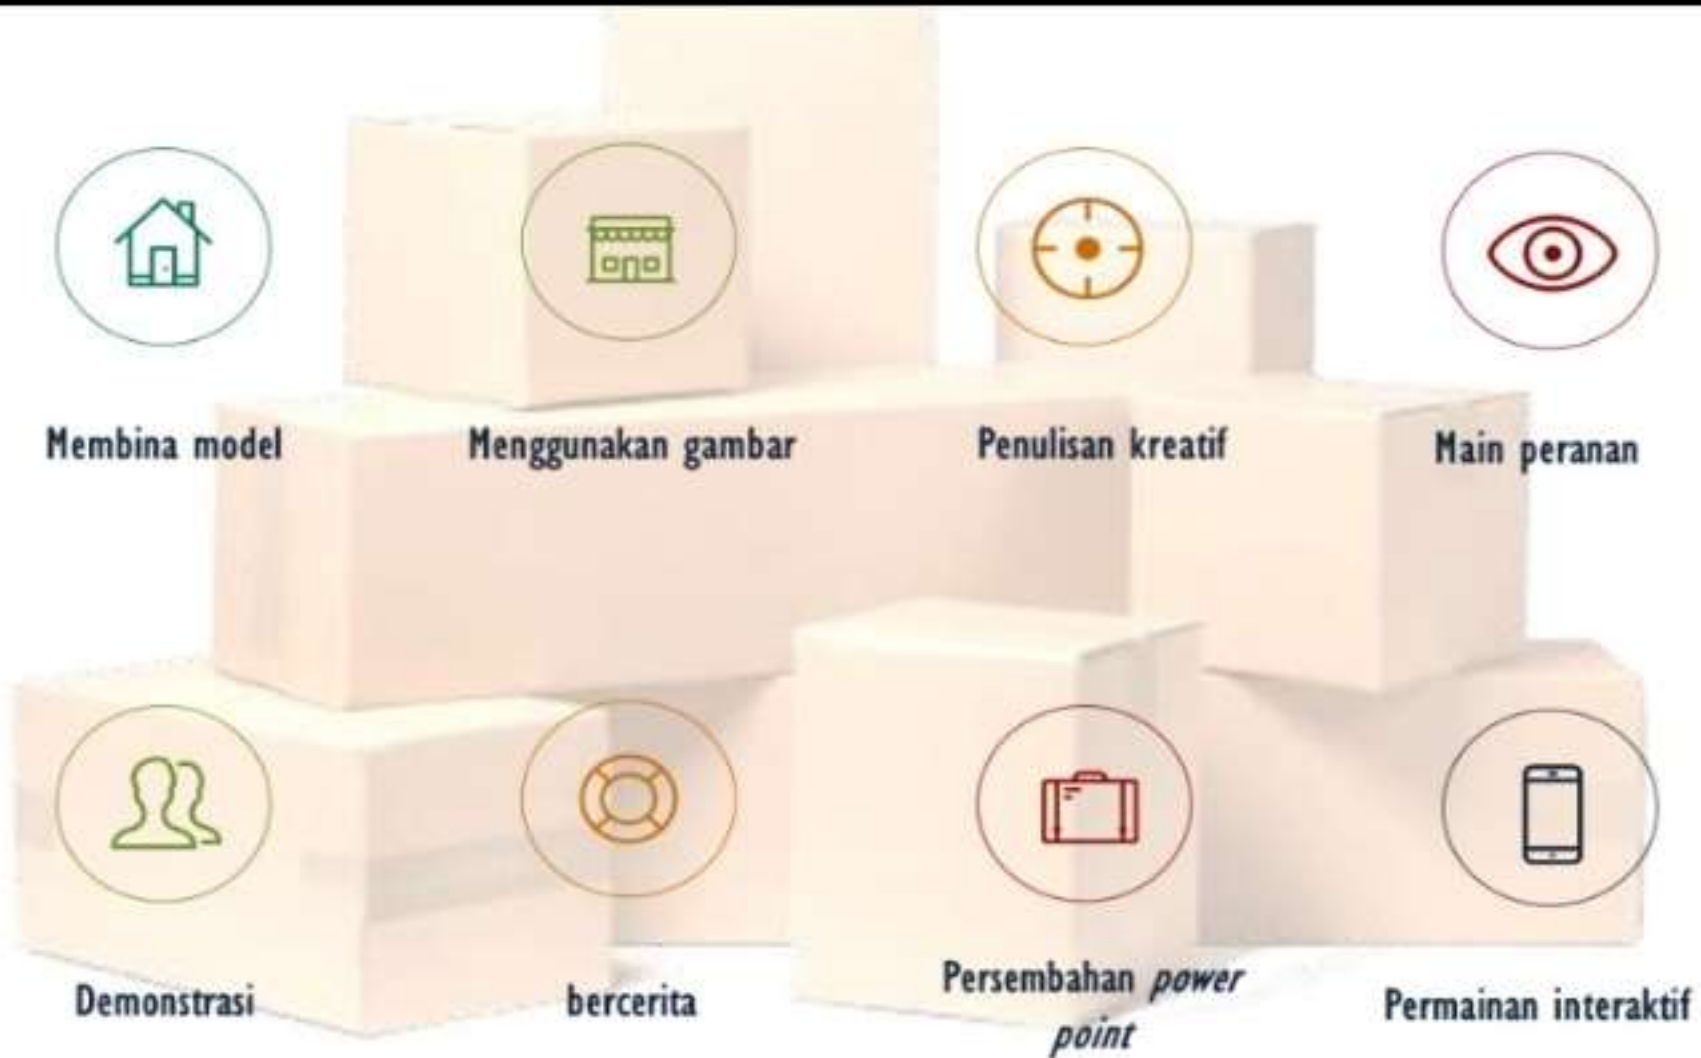 Membina model
Menggunakan gambar
Penulisan kreatif
Main peranan
Demonstrasi
bercerita
Persembahan power
point
Permainan interaktif